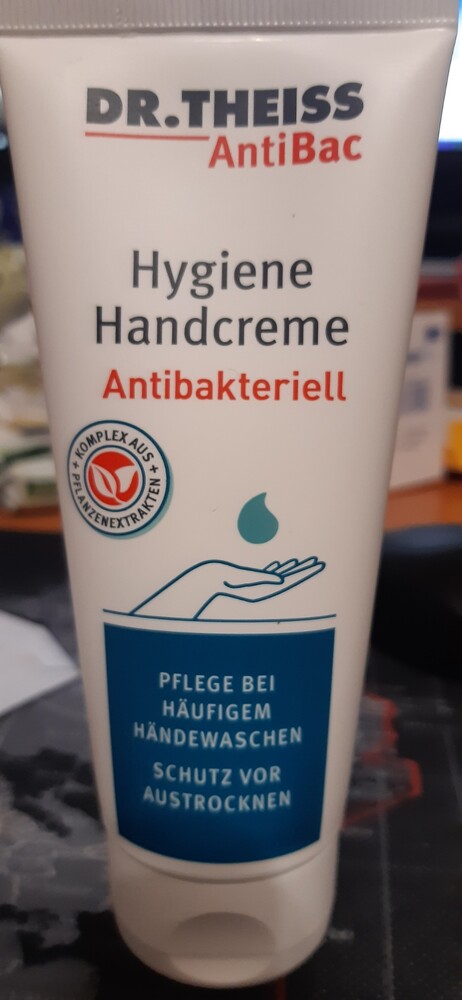 DR.THEISS
AntiBac
Hygiene
Handcreme
Antibakteriell
+ KOMPLEX AUS +
PFLANZENEXTRAKTEN
PFLEGE BEI
HÄUFIGEM
HÄNDEWASCHEN
SCHUTZ VOR
AUSTROCKNEN